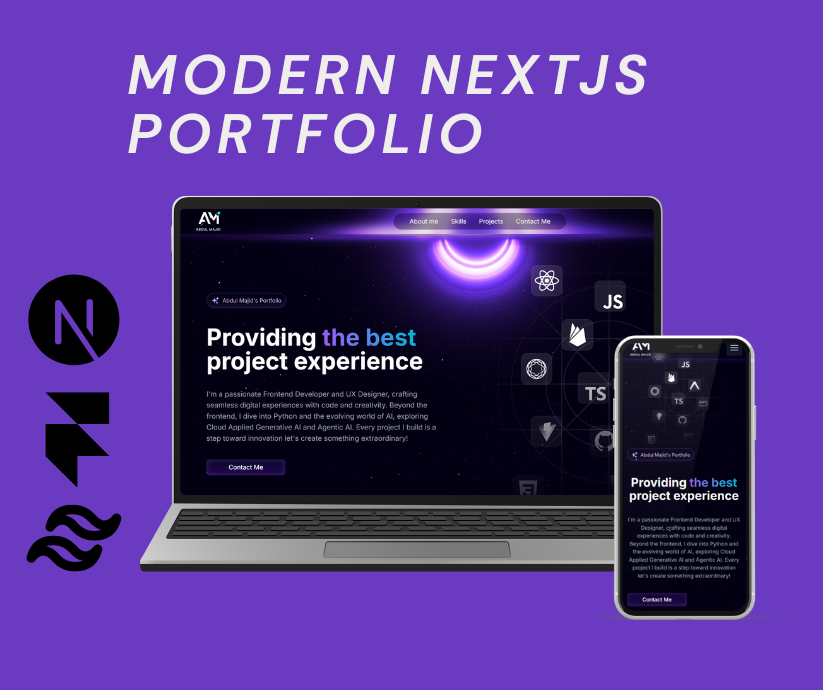 MODERN NEXTJS
PORTFOLIO
AM
ABDUL MAJID
About me Skills Projects Contact Me
Abdul Majid's Portfolio
Providing the best
project experience
I'm a passionate Frontend Developer and UX Designer, crafting
seamless digital experiences with code and creativity. Beyond the
frontend, I dive into Python and the evolving world of AI, exploring
Cloud Applied Generative AI and Agentic AI. Every project I build is a
step toward innovation let's create something extraordinary!
Contact Me
JS
TS
N
AM
ABDUL MAJID
JS
TS
Abdul Majid's Portfolio
Providing the best
project experience
I'm a passionate Frontend Developer and UX
Designer, crafting seamless digital
experiences with code and creativity.
Beyond the frontend, I dive into Python and
the evolving world of AI, exploring Cloud
Applied Generative AI and Agentic AI. Every
project I build is a step toward innovation
let's create something extraordinary!
Contact Me